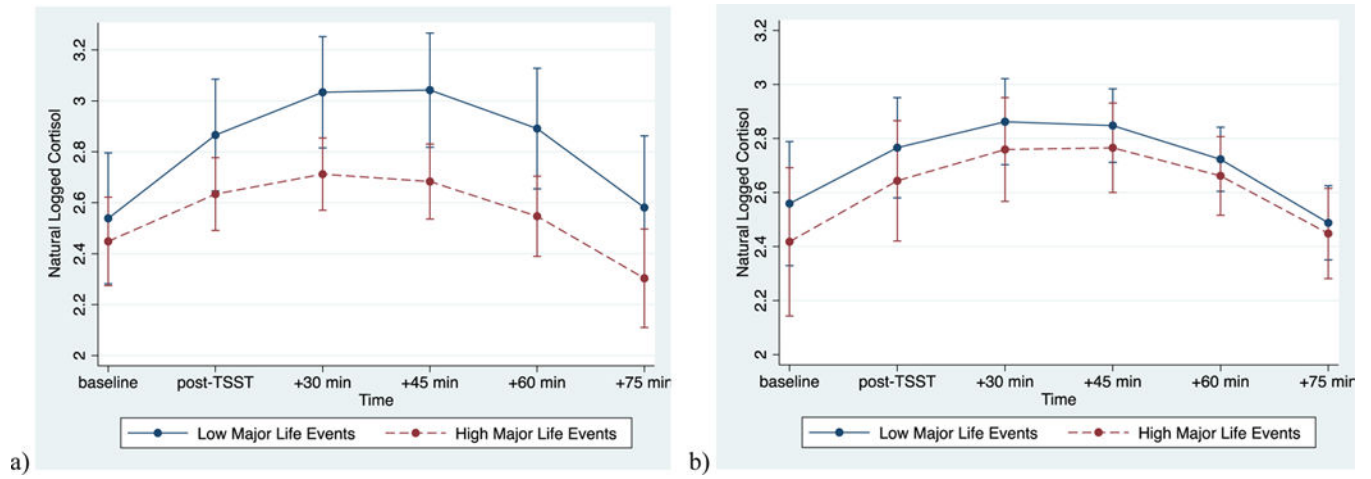 Natural Logged Cortisol
3.2
3
2.8
2.6
2.4
2.2
2
baseline post-TSST +30 min +45 min +60 min +75 min
Time
Low Major Life Events High Major Life Events
a)
Natural Logged Cortisol
3.2
3
2.8
2.6
2.4
2.2
2
baseline post-TSST +30 min +45 min +60 min +75 min
Time
Low Major Life Events High Major Life Events
b)